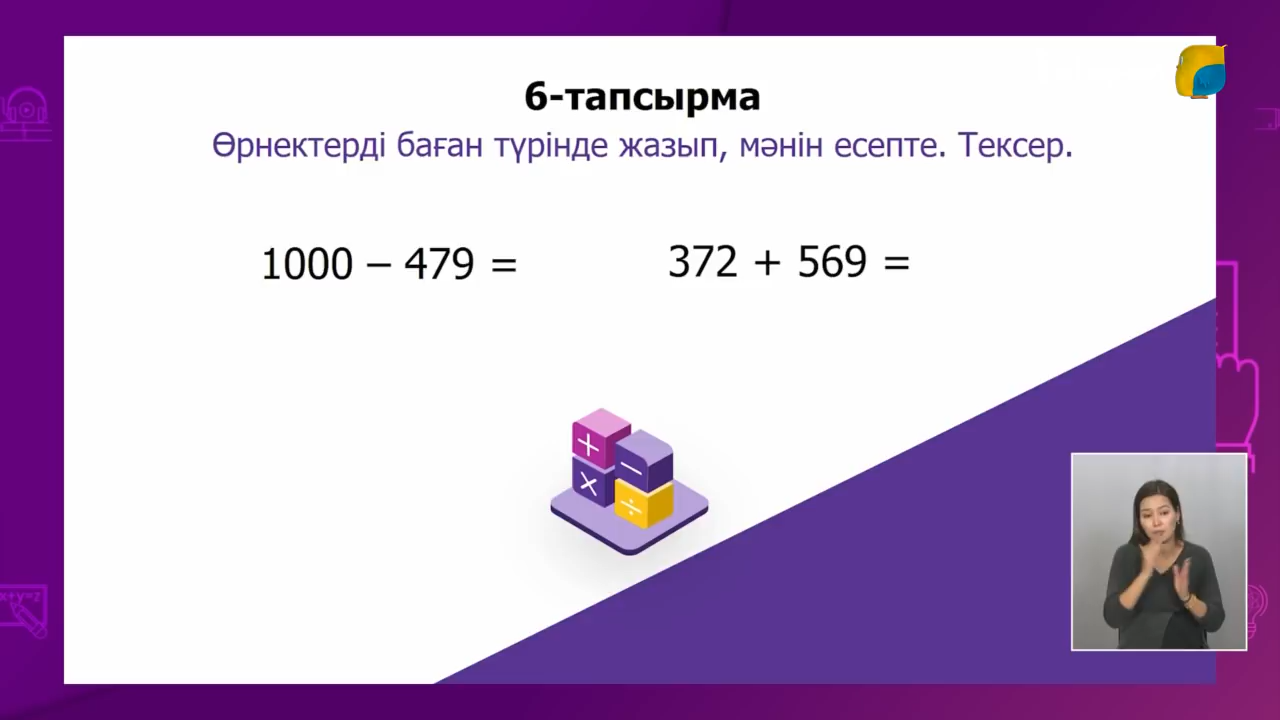 6-тапсырма
Өрнектерді баған түрінде жазып, мәнін есепте. Тексер.
1000 – 479 =
372 + 569 =
x+y=z